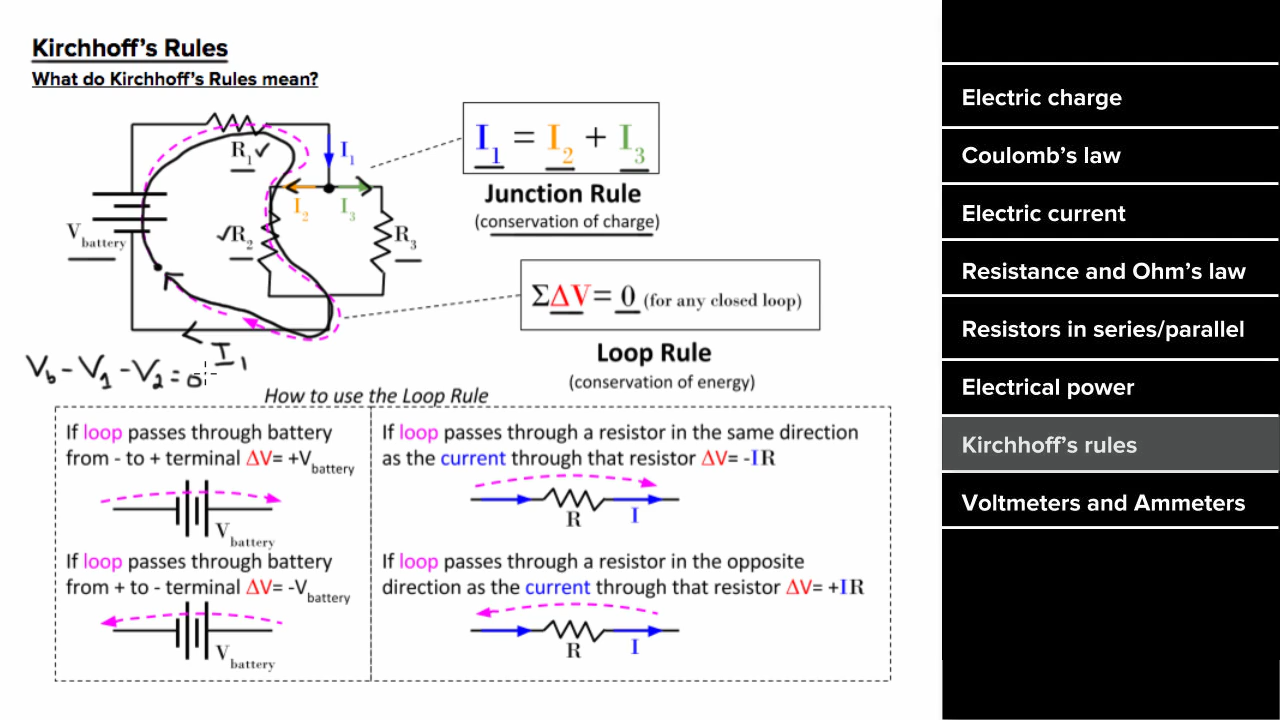 Kirchhoff's Rules
What do Kirchhoff's Rules mean?
R1 ✓
I1
I1 = I2 + I3
Junction Rule
(conservation of charge)
I2 I3
Vbattery
✓R2
R3
ΣΔV= 0 (for any closed loop)
Loop Rule
(conservation of energy)
I1
Vb - V1 - V2 = 0
How to use the Loop Rule
If loop passes through battery
from - to + terminal ΔV= +Vbattery
Vbattery
If loop passes through battery
from + to - terminal ΔV= -Vbattery
Vbattery
If loop passes through a resistor in the same direction
as the current through that resistor ΔV= -IR
R I
If loop passes through a resistor in the opposite
direction as the current through that resistor ΔV= +IR
R I
Electric charge
Coulomb's law
Electric current
Resistance and Ohm's law
Resistors in series/parallel
Electrical power
Kirchhoff's rules
Voltmeters and Ammeters